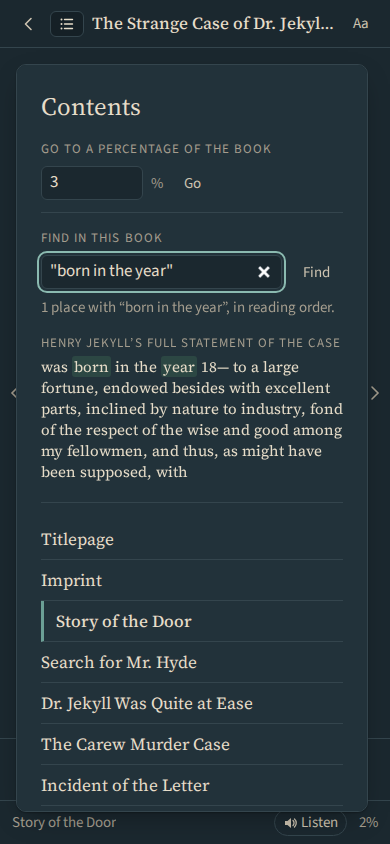 The Strange Case of Dr. Jekyl...
Aa
Contents
GO TO A PERCENTAGE OF THE BOOK
3 % Go
FIND IN THIS BOOK
"born in the year" Find
1 place with “born in the year”, in reading order.
HENRY JEKYLL'S FULL STATEMENT OF THE CASE
was born in the year 18— to a large
fortune, endowed besides with excellent
parts, inclined by nature to industry, fond
of the respect of the wise and good among
my fellowmen, and thus, as might have
been supposed, with
Titlepage
Imprint
Story of the Door
Search for Mr. Hyde
Dr. Jekyll Was Quite at Ease
The Carew Murder Case
Incident of the Letter
Story of the Door Listen 2%